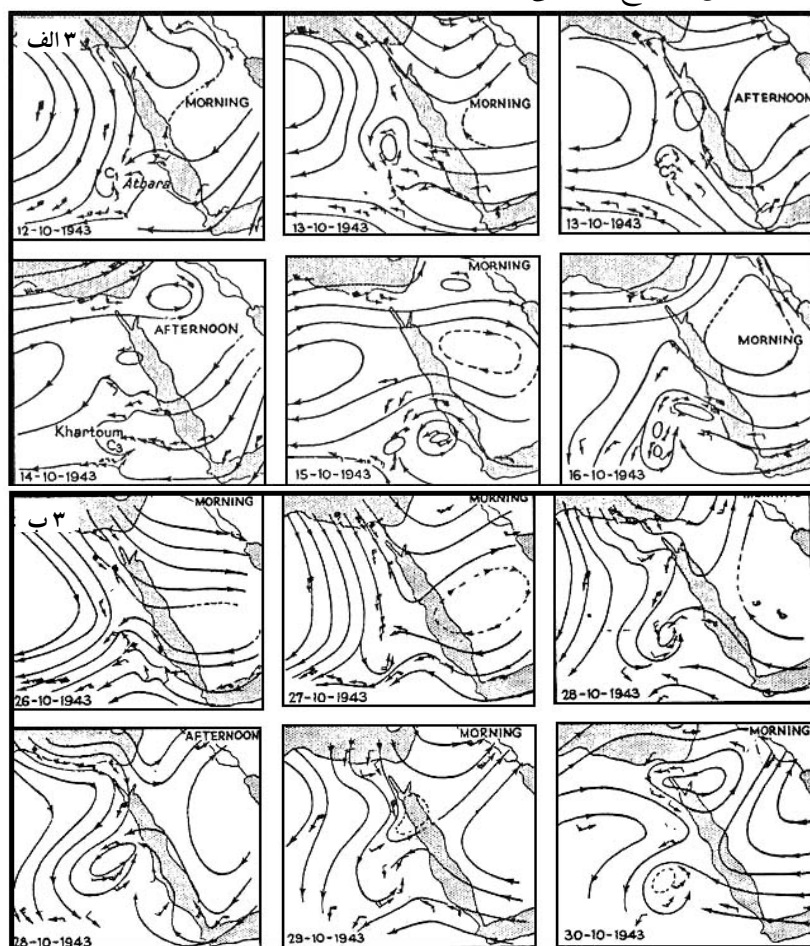 ۳ الف
MORNING
C
Atbara
12-10-1943
MORNING
13-10-1943
AFTERNOON
C₂
13-10-1943
AFTERNOON
Khartoum
C₃
14-10-1943
MORNING
15-10-1943
MORNING
16-10-1943
۳ ب
MORNING
26-10-1943
MORNING
27-10-1943
28-10-1943
AFTERNOON
28-10-1943
MORNING
29-10-1943
MORNING
30-10-1943